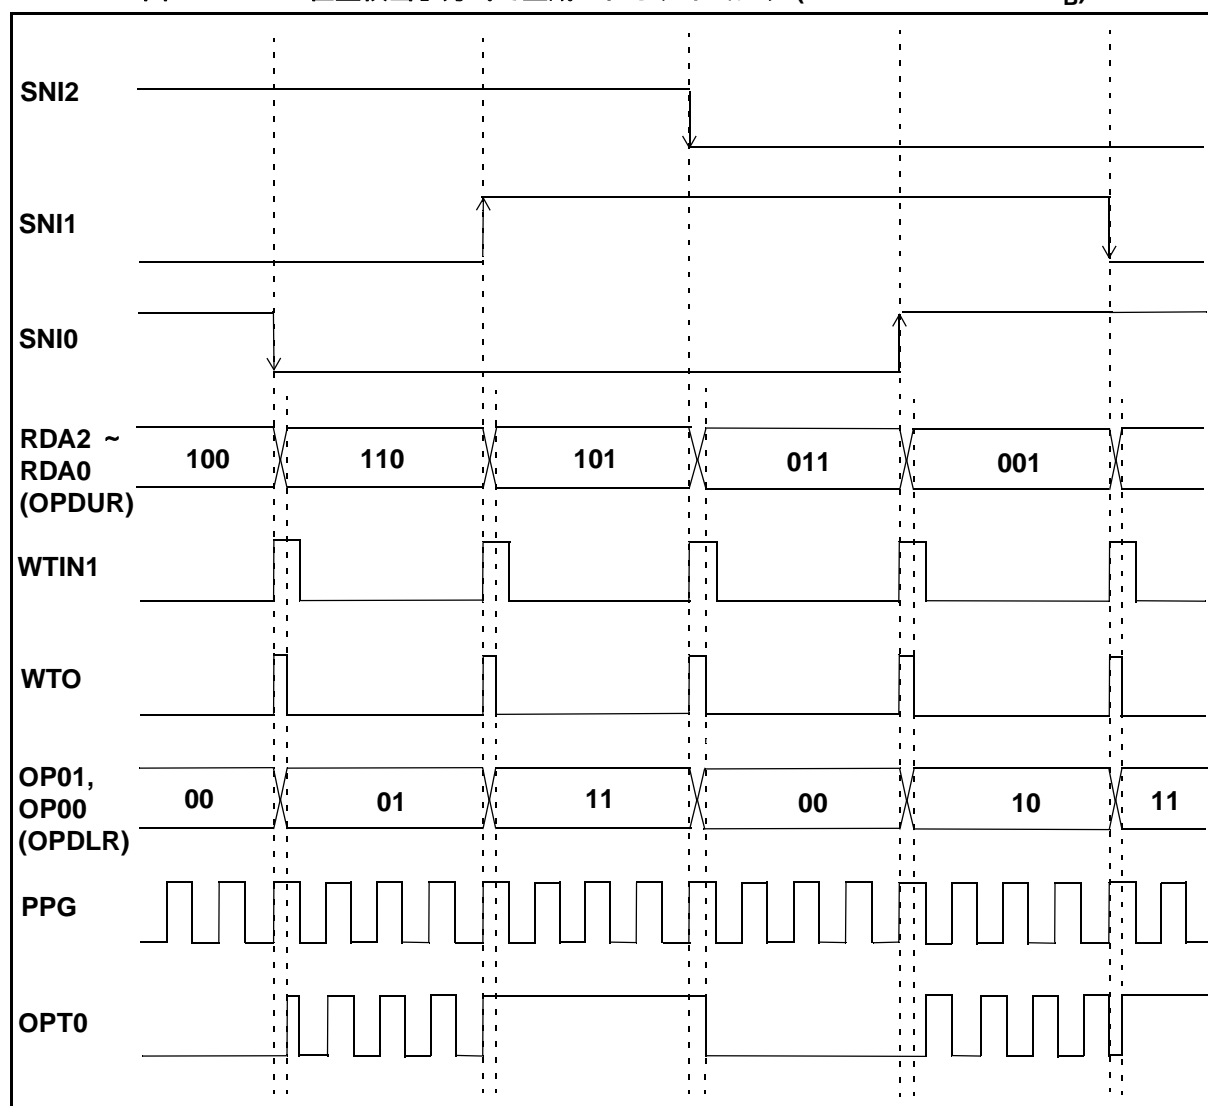 SNI2
SNI1
SNI0
RDA2 ~
RDA0
(OPDUR)
100
110
101
011
001
WTIN1
WTO
OP01,
OP00
(OPDLR)
00
01
11
00
10
11
PPG
OPT0